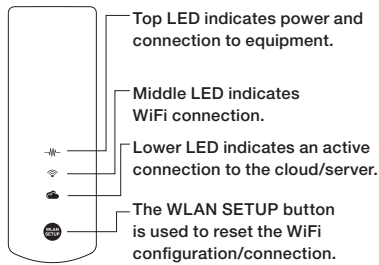 Top LED indicates power and
connection to equipment.
Middle LED indicates
WiFi connection.
Lower LED indicates an active
connection to the cloud/server.
WLAN
SETUP
The WLAN SETUP button
is used to reset the WiFi
configuration/connection.